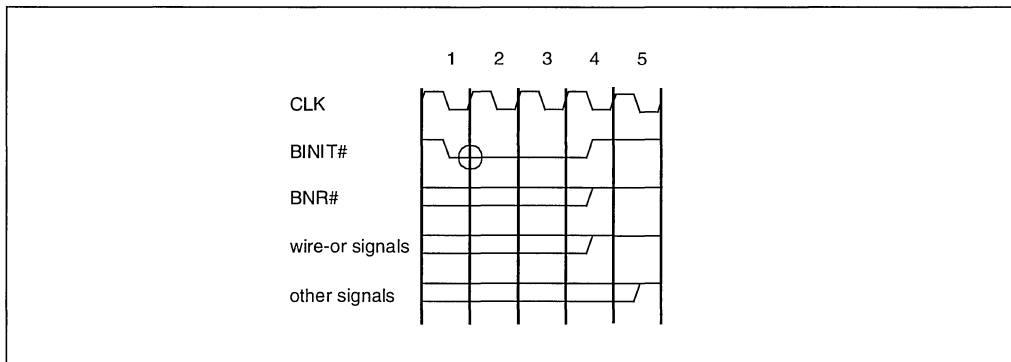 1 2 3 4 5
CLK
BINIT#
BNR#
wire-or signals
other signals